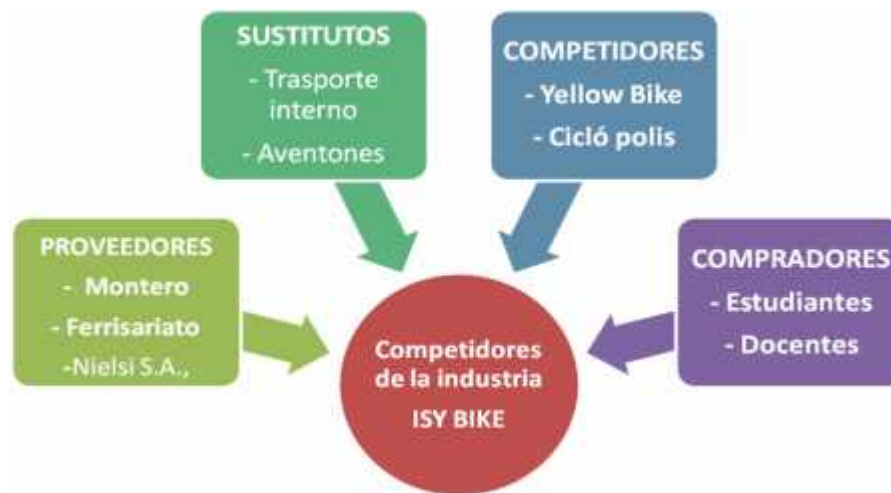 SUSTITUTOS
- Trasporte
interno
- Aventones
COMPETIDORES
- Yellow Bike
- Cicló polis
PROVEEDORES
- Montero
- Ferrisariato
-Nielsi S.A.,
COMPRADORES
- Estudiantes
- Docentes
Competidores
de la industria
ISY BIKE